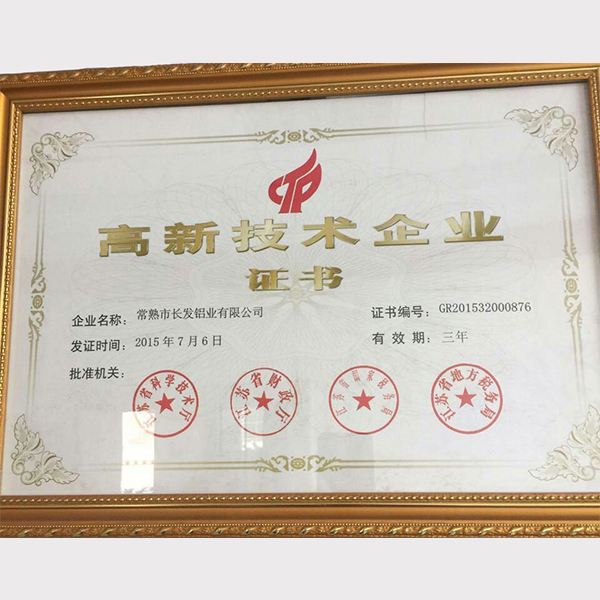 高新技术企业
证书
企业名称：常熟市长发铝业有限公司
证书编号：GR201532000876
发证时间：2015年7月6日
有效期：三年
批准机关：
江苏省科学技术厅
江苏省财政厅
江苏省国家税务局
江苏省地方税务局